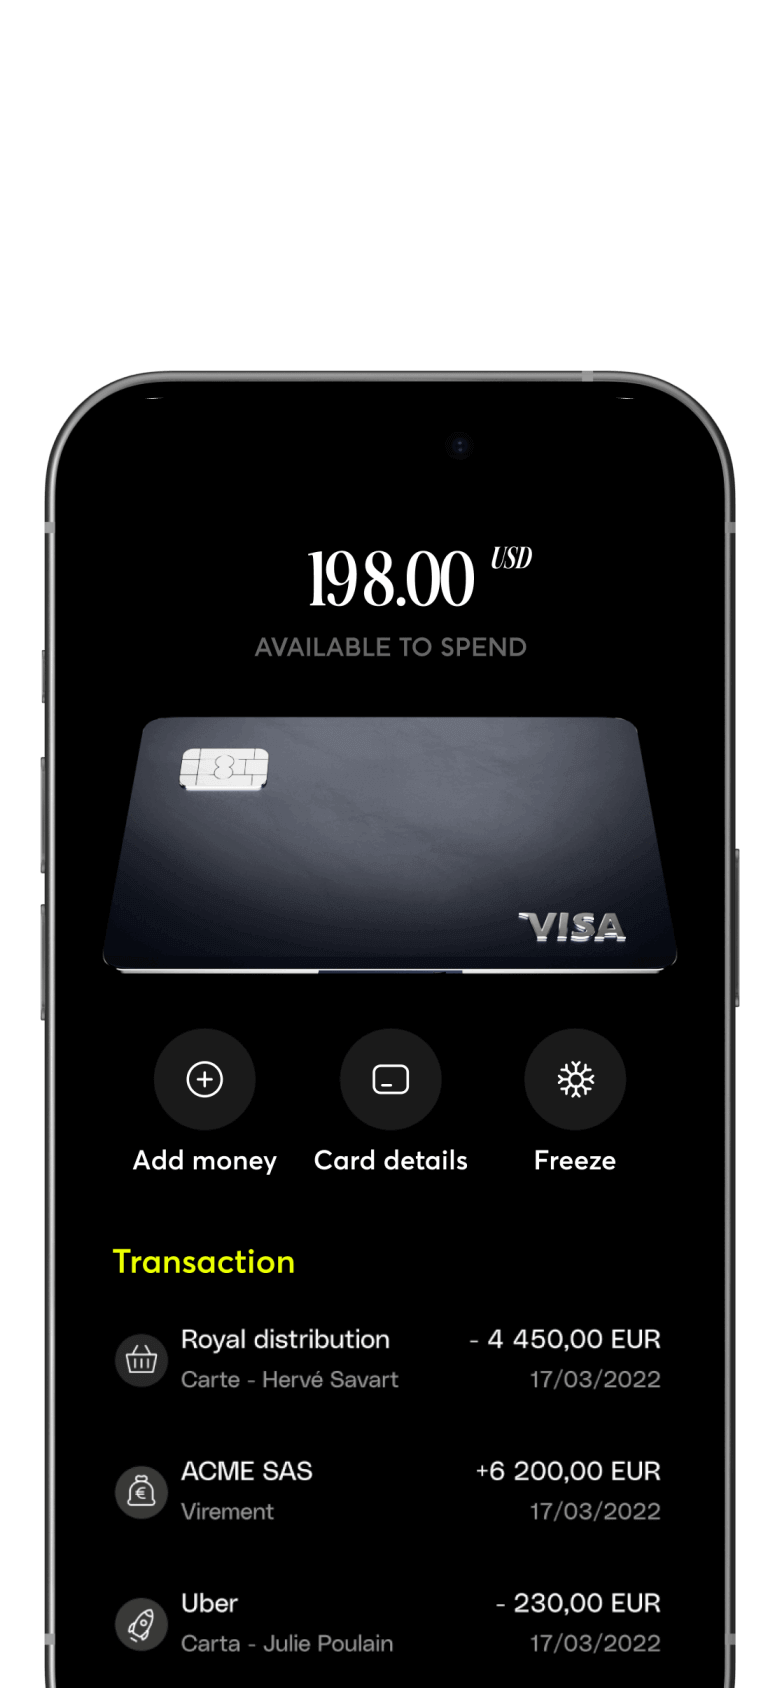 198.00 USD
AVAILABLE TO SPEND
VISA
Add money Card details Freeze
Transaction
Royal distribution - 4 450,00 EUR
Carte - Hervé Savart 17/03/2022
ACME SAS +6 200,00 EUR
Virement 17/03/2022
Uber - 230,00 EUR
Carta - Julie Poulain 17/03/2022